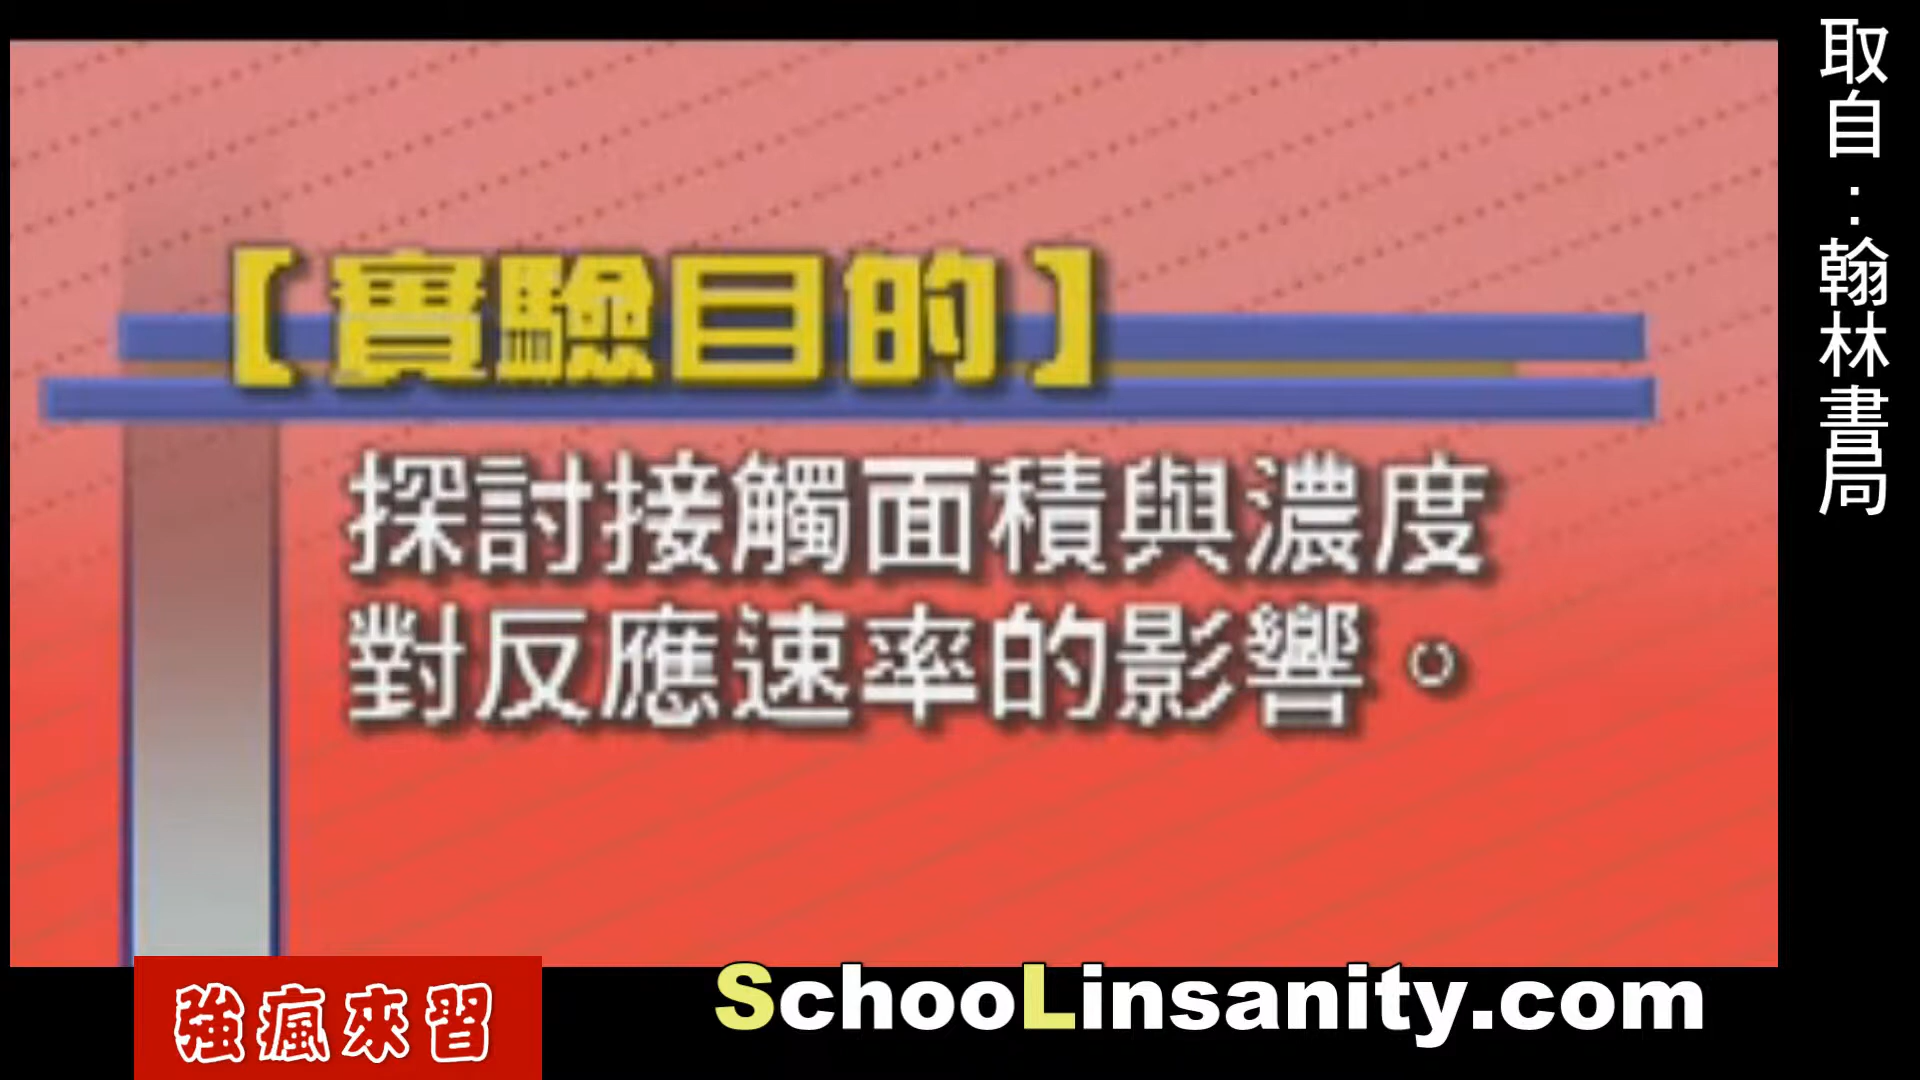 【實驗目的】
探討接觸面積與濃度
對反應速率的影響。
取自：翰林書局
強瘋來習
SchooLinsanity.com